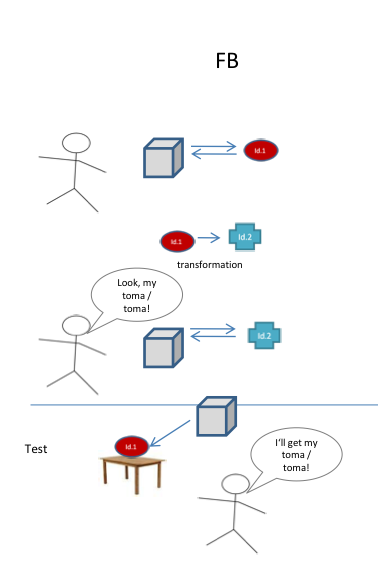 FB
Id.1
Id.1
Id.2
transformation
Look, my
toma /
toma!
Id.2
Test
Id.1
I'll get my
toma /
toma!